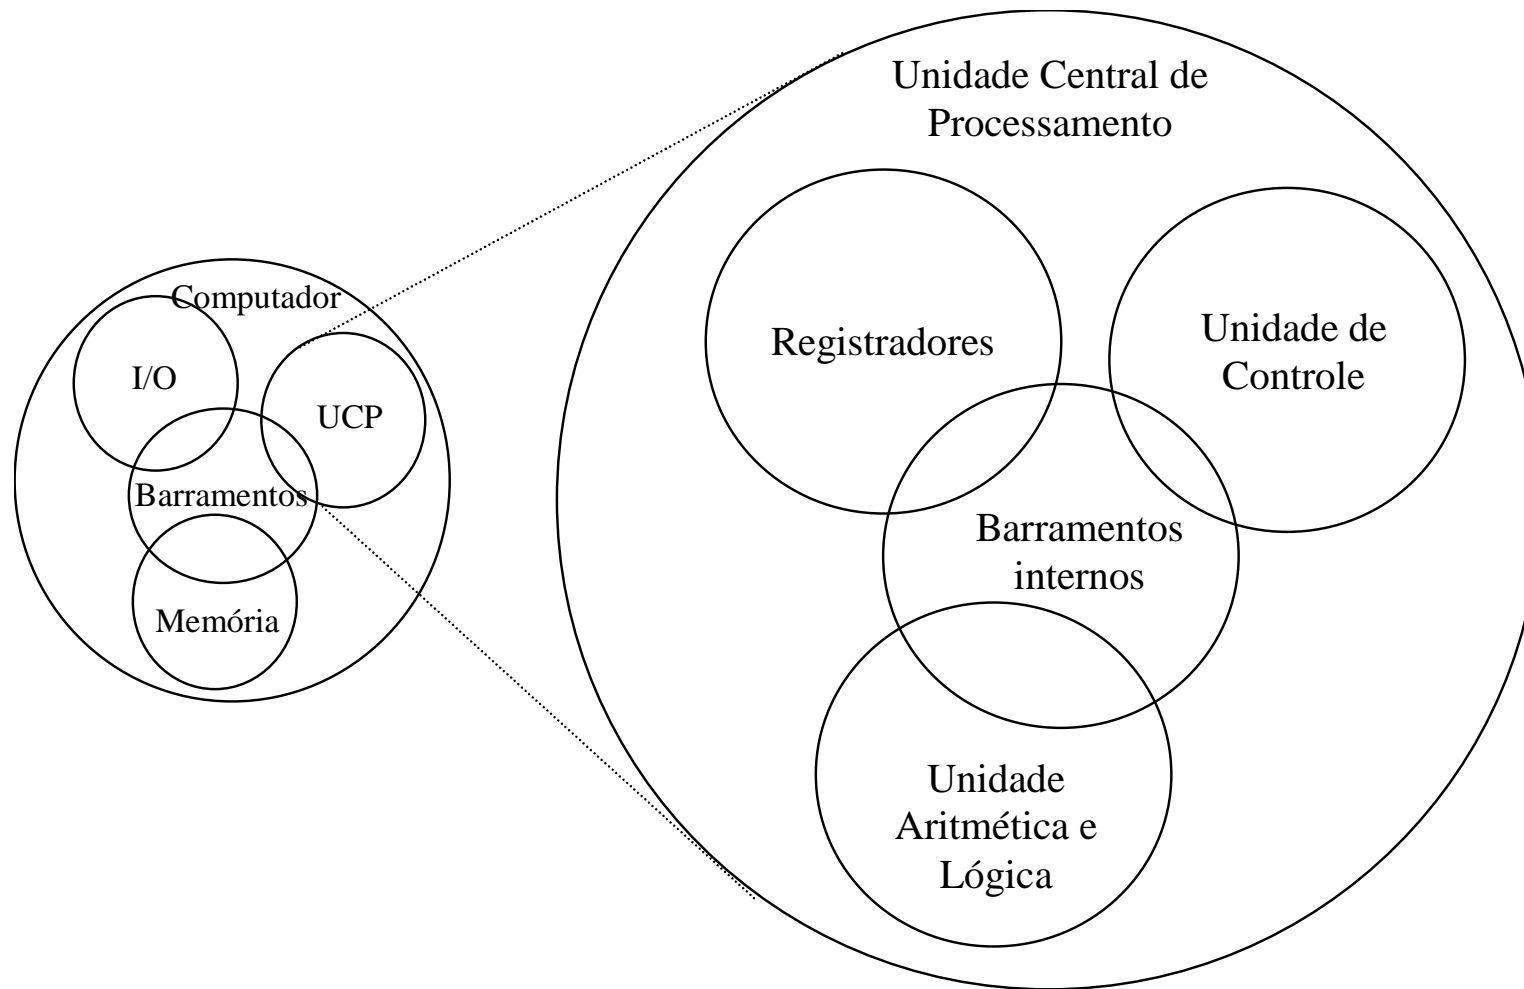 Computador
I/O
UCP
Barramentos
Memória
Unidade Central de
Processamento
Registradores
Unidade de
Controle
Barramentos
internos
Unidade
Aritmética e
Lógica